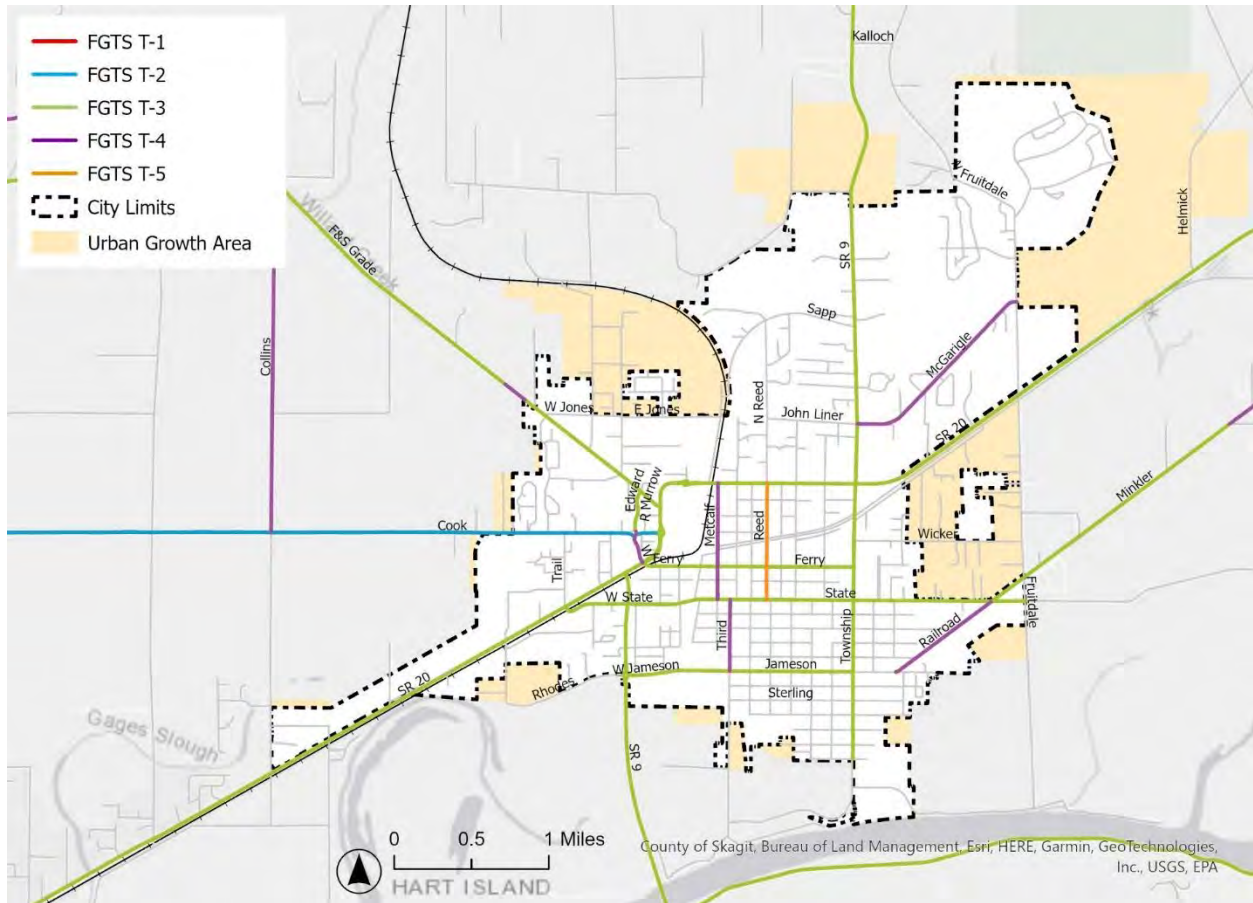 FGTS T-1
FGTS T-2
FGTS T-3
FGTS T-4
FGTS T-5
City Limits
Urban Growth Area
Kalloch
N Fruitdale
Helmick
F&S Grade
SR 9
Sapp
Collins
McGarigle
W Jones
E Jones
N Reed
John Liner
SR 20
Edward
R Murrow
Minkler
Cook
Metcalf
Reed
Wicker
W Ferry
Ferry
Trail
W State
State
Fruitdale
Third
Township
Railroad
W Jameson
Jameson
Rhodes
Sterling
SR 20
Gages Slough
SR 9
0 0.5 1 Miles
HART ISLAND
County of Skagit, Bureau of Land Management, Esri, HERE, Garmin, GeoTechnologies,
Inc., USGS, EPA